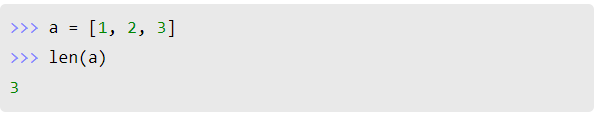 >>> a = [1, 2, 3]
>>> len(a)
3